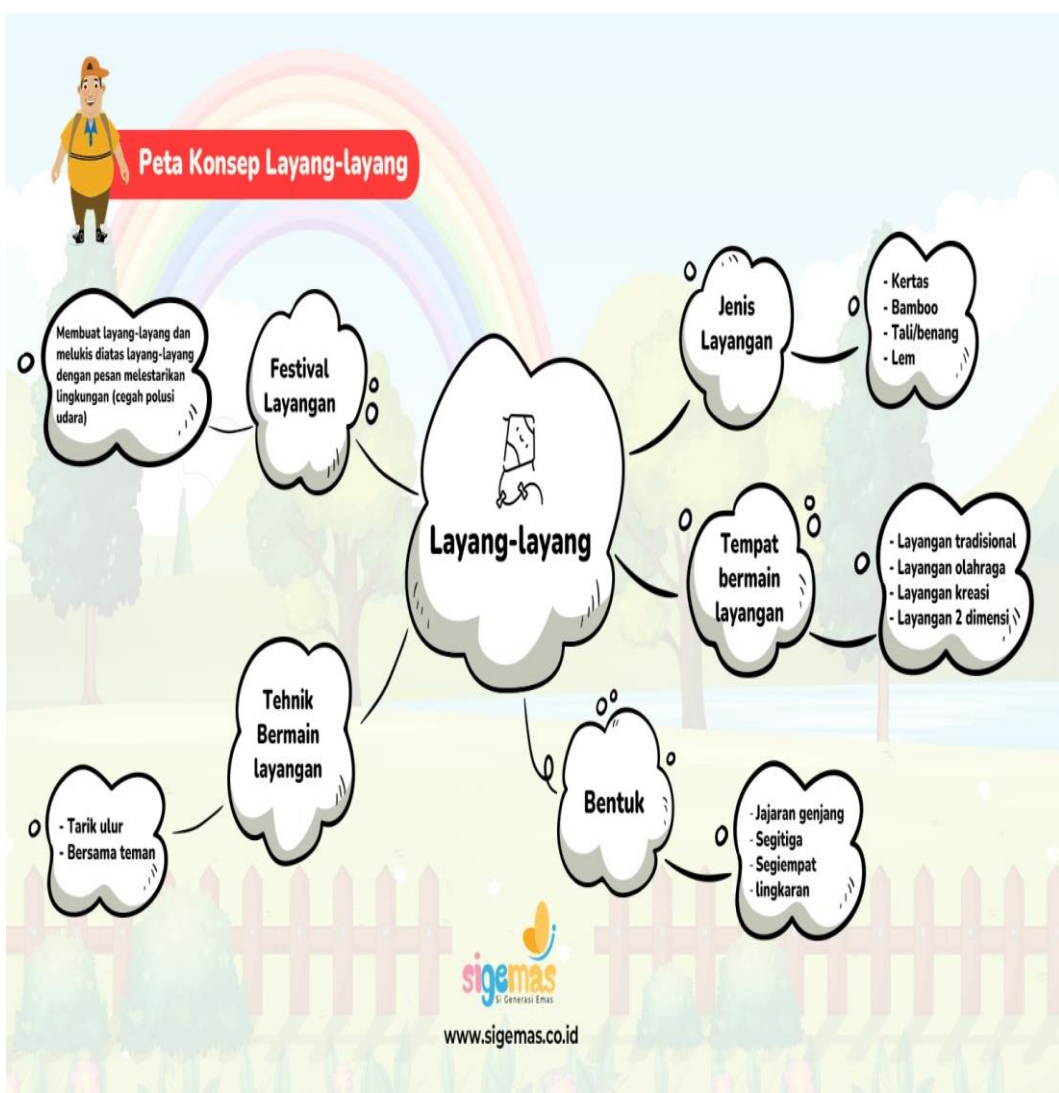 Peta Konsep Layang-layang
Membuat layang-layang dan
melukis diatas layang-layang
dengan pesan melestarikan
lingkungan (cegah polusi
udara)
Festival
Layangan
Layang-layang
Jenis
Layangan
- Kertas
- Bamboo
- Tali/benang
- Lem
Tempat
bermain
layangan
- Layangan tradisional
- Layangan olahraga
- Layangan kreasi
- Layangan 2 dimensi
Tehnik
Bermain
layangan
- Tarik ulur
- Bersama teman
Bentuk
- Jajaran genjang
- Segitiga
- Segiempat
- lingkaran
sigemas
Si Generasi Emas
www.sigemas.co.id